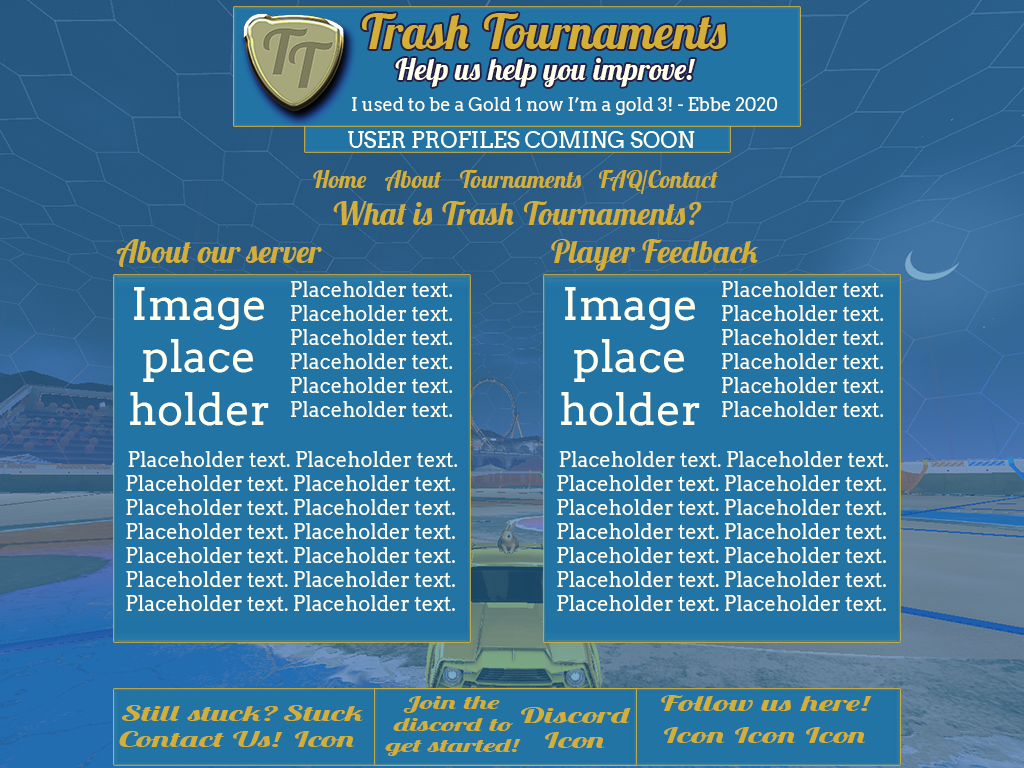 TT
Trash Tournaments
Help us help you improve!
I used to be a Gold 1 now I’m a gold 3! - Ebbe 2020
USER PROFILES COMING SOON
Home About Tournaments FAQ/Contact
What is Trash Tournaments?
About our server
Image
place
holder
Placeholder text.
Placeholder text.
Placeholder text.
Placeholder text.
Placeholder text.
Placeholder text.
Placeholder text. Placeholder text.
Placeholder text. Placeholder text.
Placeholder text. Placeholder text.
Placeholder text. Placeholder text.
Placeholder text. Placeholder text.
Placeholder text. Placeholder text.
Placeholder text. Placeholder text.
Player Feedback
Image
place
holder
Placeholder text.
Placeholder text.
Placeholder text.
Placeholder text.
Placeholder text.
Placeholder text.
Placeholder text. Placeholder text.
Placeholder text. Placeholder text.
Placeholder text. Placeholder text.
Placeholder text. Placeholder text.
Placeholder text. Placeholder text.
Placeholder text. Placeholder text.
Placeholder text. Placeholder text.
Still stuck?
Contact Us!
Stuck
Icon
Join the
discord to
get started!
Discord
Icon
Follow us here!
Icon Icon Icon